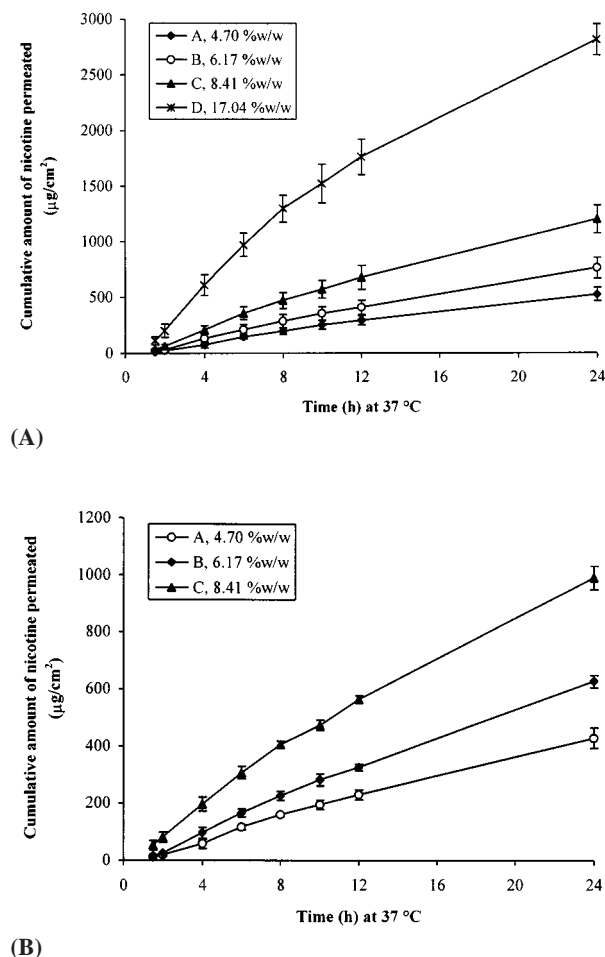 Cumulative amount of nicotine permeated
(µg/cm²)
3000
2500
2000
1500
1000
500
0
A, 4.70 %w/w
B, 6.17 %w/w
C, 8.41 %w/w
D, 17.04 %w/w
0 4 8 12 16 20 24
Time (h) at 37 °C
(A)
Cumulative amount of nicotine permeated
(µg/cm²)
1200
1000
800
600
400
200
0
A, 4.70 %w/w
B, 6.17 %w/w
C, 8.41 %w/w
0 4 8 12 16 20 24
Time (h) at 37 °C
(B)